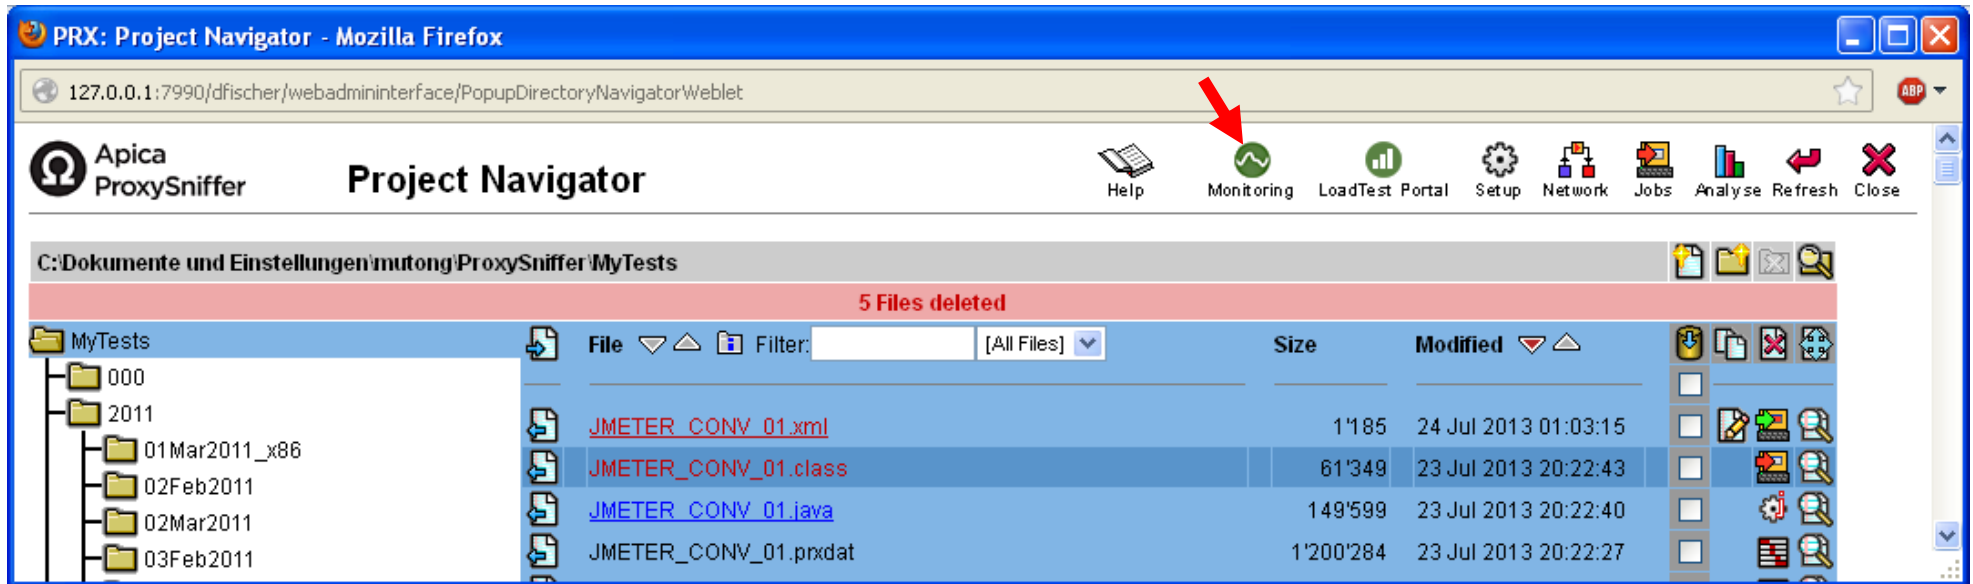 PRX: Project Navigator - Mozilla Firefox
127.0.0.1:7990/dfischer/webadmininterface/PopupDirectoryNavigatorWeblet
ABP
Apica
ProxySniffer
Project Navigator
Help
Monitoring
LoadTest Portal
Setup
Network
Jobs
Analyse
Refresh
Close
C:\Dokumente und Einstellungen\mutong\ProxySniffer\MyTests
5 Files deleted
MyTests
File
Filter:
[All Files]
Size
Modified
000
2011
01Mar2011_x86
02Feb2011
02Mar2011
03Feb2011
JMETER_CONV_01.xml 1'185 24 Jul 2013 01:03:15
JMETER_CONV_01.class 61'349 23 Jul 2013 20:22:43
JMETER_CONV_01.java 149'599 23 Jul 2013 20:22:40
JMETER_CONV_01.prxdat 1'200'284 23 Jul 2013 20:22:27